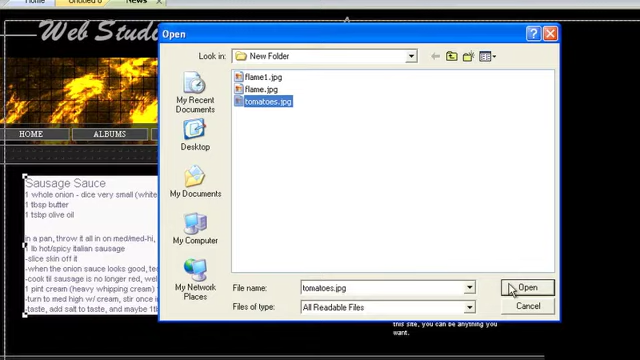 Home Untitled 6 News
Web Studi
Open
Look in: New Folder
flame1.jpg
flame.jpg
tomatoes.jpg
My Recent
Documents
Desktop
My Documents
My Computer
My Network
Places
File name: tomatoes.jpg Open
Files of type: All Readable Files Cancel
HOME ALBUMS
Sausage Sauce
1 whole onion - dice very small (white
1 tbsp butter
1 tsbp olive oil
in a pan, throw it all in on med/med-hi,
1 lb hot/spicy italian sausage
-slice skin off it
-when the onion sauce looks good, te
-cook til sausage is no longer red, we
1 pint cream (heavy whipping cream
-turn to med high w/ cream, stir once i
-taste, add salt to taste, and
this site, you can be anything you
want.